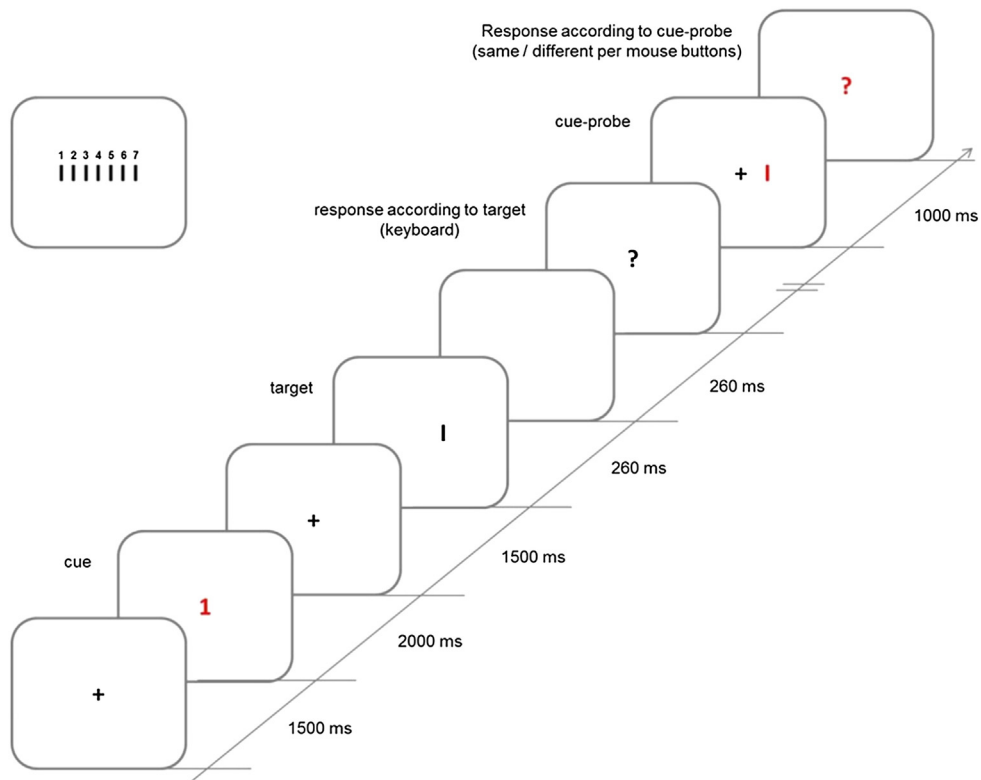 Response according to cue-probe
(same / different per mouse buttons)
?
cue-probe
1 2 3 4 5 6 7
+ I
1000 ms
response according to target
(keyboard)
?
260 ms
target
I
260 ms
+
1500 ms
cue
1
2000 ms
+
1500 ms